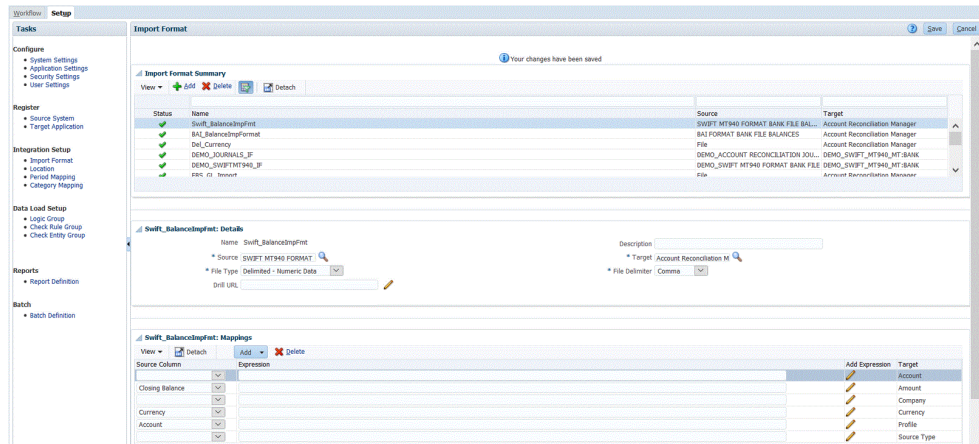 Workflow Setup
Tasks
Configure
System Settings
Application Settings
Security Settings
User Settings
Register
Source System
Target Application
Integration Setup
Import Format
Location
Period Mapping
Category Mapping
Data Load Setup
Logic Group
Check Rule Group
Check Entity Group
Reports
Report Definition
Batch
Batch Definition
Import Format Save Cancel
Your changes have been saved
Import Format Summary
View Add Delete Detach
Status Name Source Target
Swift_BalanceImpFmt SWIFT MT940 FORMAT BANK FILE BAL... Account Reconciliation Manager
BAI_BalanceImpFormat BAI FORMAT BANK FILE BALANCES Account Reconciliation Manager
Del_Currency File Account Reconciliation Manager
DEMO_JOURNALS_IF DEMO_ACCOUNT RECONCILIATION JOU... Account Reconciliation Manager
DEMO_SWIFTMT940_IF DEMO_SWIFT MT940 FORMAT BANK FILE DEMO_SWIFT_MT940_MT:BANK
File Account Reconciliation Manager
Swift_BalanceImpFmt: Details
Name Swift_BalanceImpFmt Description
* Source SWIFT MT940 FORMAT * Target Account Reconciliation M
* File Type Delimited - Numeric Data * File Delimiter Comma
Drill URL
Swift_BalanceImpFmt: Mappings
View Detach Add Delete
Source Column Expression Add Expression Target
Account
Closing Balance Amount
Company
Currency Currency
Account Profile
Source Type